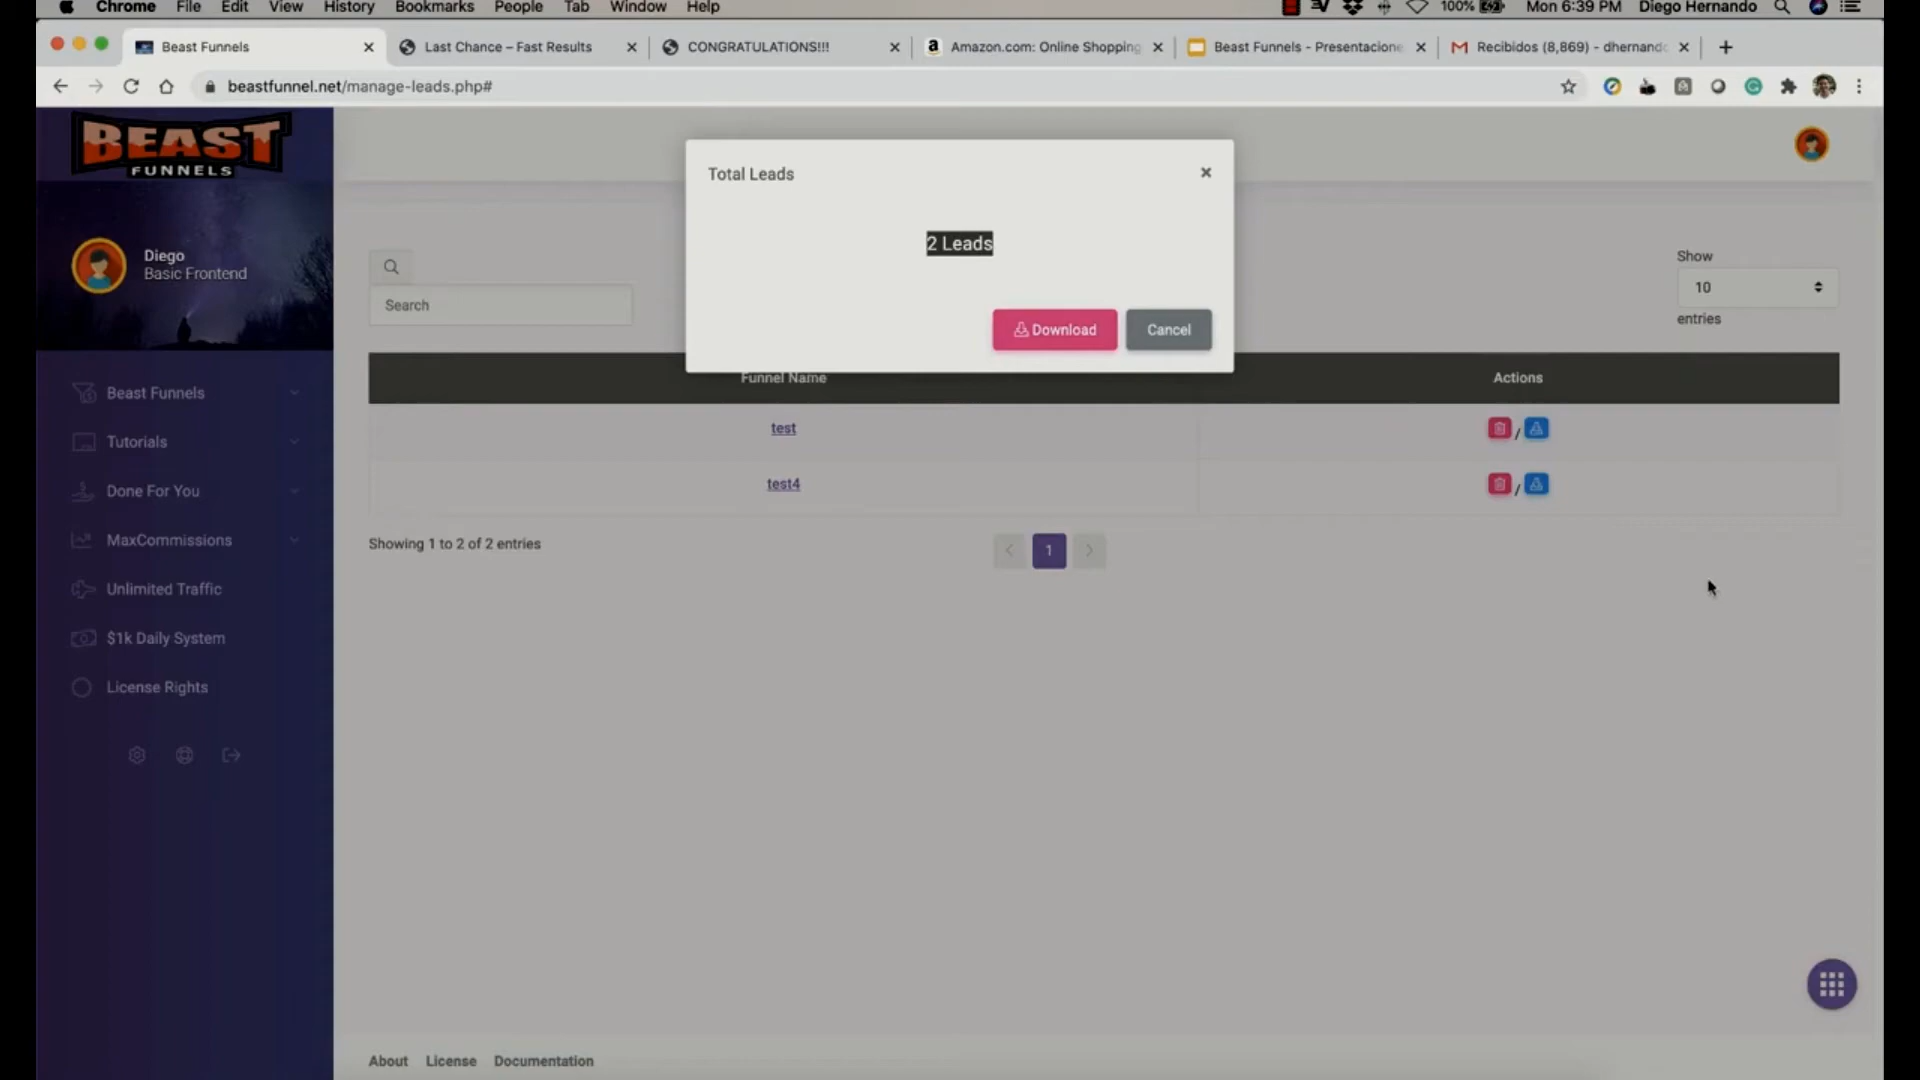 Chrome File Edit View History Bookmarks People Tab Window Help 100% Mon 6:39 PM Diego Hernando
Beast Funnels Last Chance – Fast Results CONGRATULATIONS!!! Amazon.com: Online Shopping Beast Funnels - Presentacione Recibidos (8,869) - dhernand
beastfunnel.net/manage-leads.php#
BEAST
FUNNELS
Diego
Basic Frontend
Beast Funnels
Tutorials
Done For You
MaxCommissions
Unlimited Traffic
$1k Daily System
License Rights
Total Leads ×
2 Leads
Download Cancel
Search
Show
10
entries
Funnel Name Actions
test /
test4 /
Showing 1 to 2 of 2 entries
1
About License Documentation